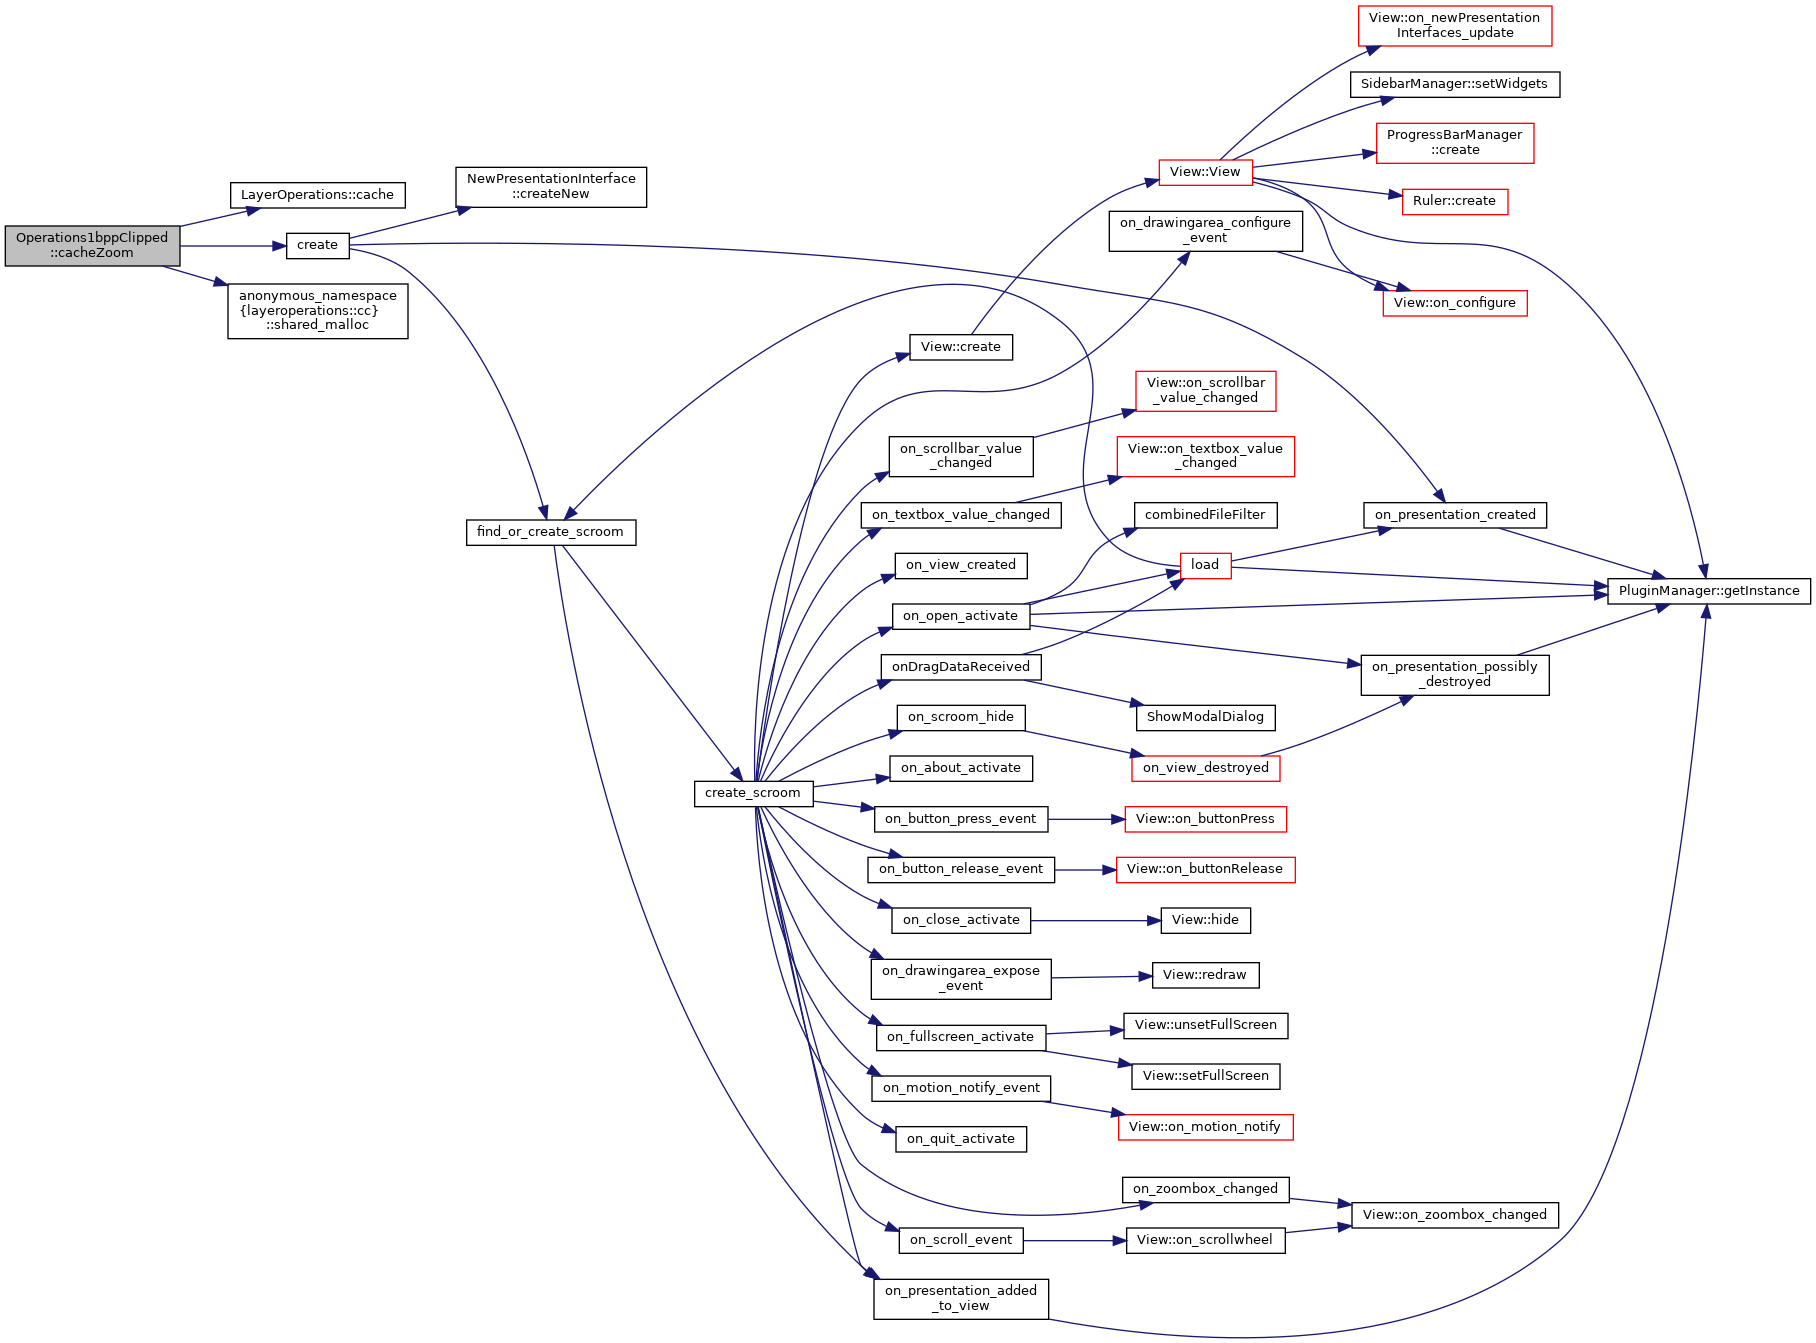 Operations1bppClipped
::cacheZoom
LayerOperations::cache
create
anonymous_namespace
{layeroperations::cc}
::shared_malloc
NewPresentationInterface
::createNew
find_or_create_scroom
create_scroom
View::create
on_scrollbar_value
_changed
on_textbox_value_changed
on_view_created
on_open_activate
onDragDataReceived
on_scroom_hide
on_about_activate
on_button_press_event
on_button_release_event
on_close_activate
on_drawingarea_expose
_event
on_fullscreen_activate
on_motion_notify_event
on_quit_activate
on_scroll_event
on_presentation_added
_to_view
View::View
on_drawingarea_configure
_event
View::on_scrollbar
_value_changed
View::on_textbox_value
_changed
combinedFileFilter
load
ShowModalDialog
on_view_destroyed
View::on_buttonPress
View::on_buttonRelease
View::hide
View::redraw
View::unsetFullScreen
View::setFullScreen
View::on_motion_notify
on_zoombox_changed
View::on_scrollwheel
View::on_newPresentation
Interfaces_update
SidebarManager::setWidgets
ProgressBarManager
::create
Ruler::create
View::on_configure
on_presentation_created
on_presentation_possibly
_destroyed
View::on_zoombox_changed
PluginManager::getInstance